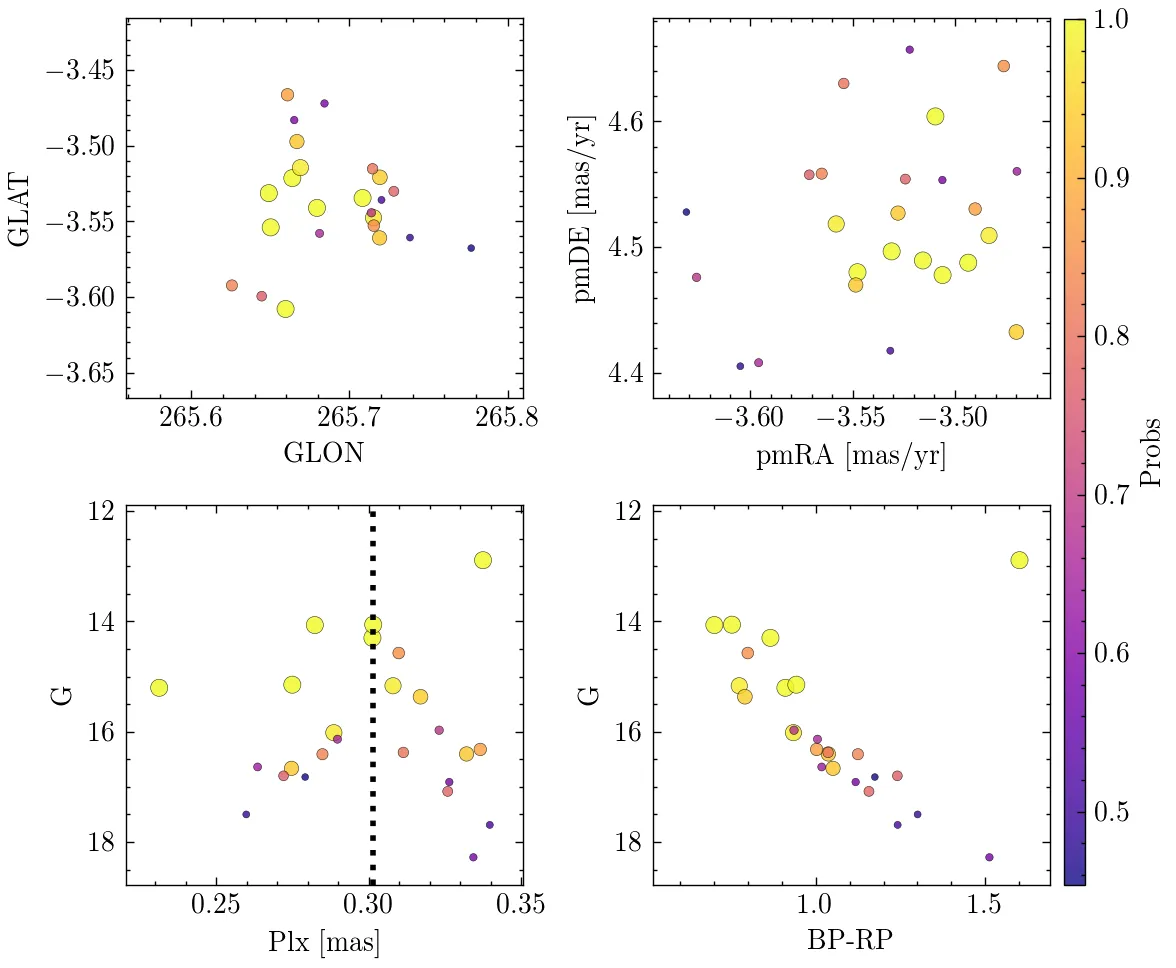 −3.45
−3.50
−3.55
−3.60
−3.65
GLAT
265.6 265.7 265.8
GLON
4.6
4.5
4.4
pmDE [mas/yr]
−3.60 −3.55 −3.50
pmRA [mas/yr]
12
14
16
18
G
0.25 0.30 0.35
Plx [mas]
12
14
16
18
G
1.0 1.5
BP-RP
1.0
0.9
0.8
0.7
0.6
0.5
Probs